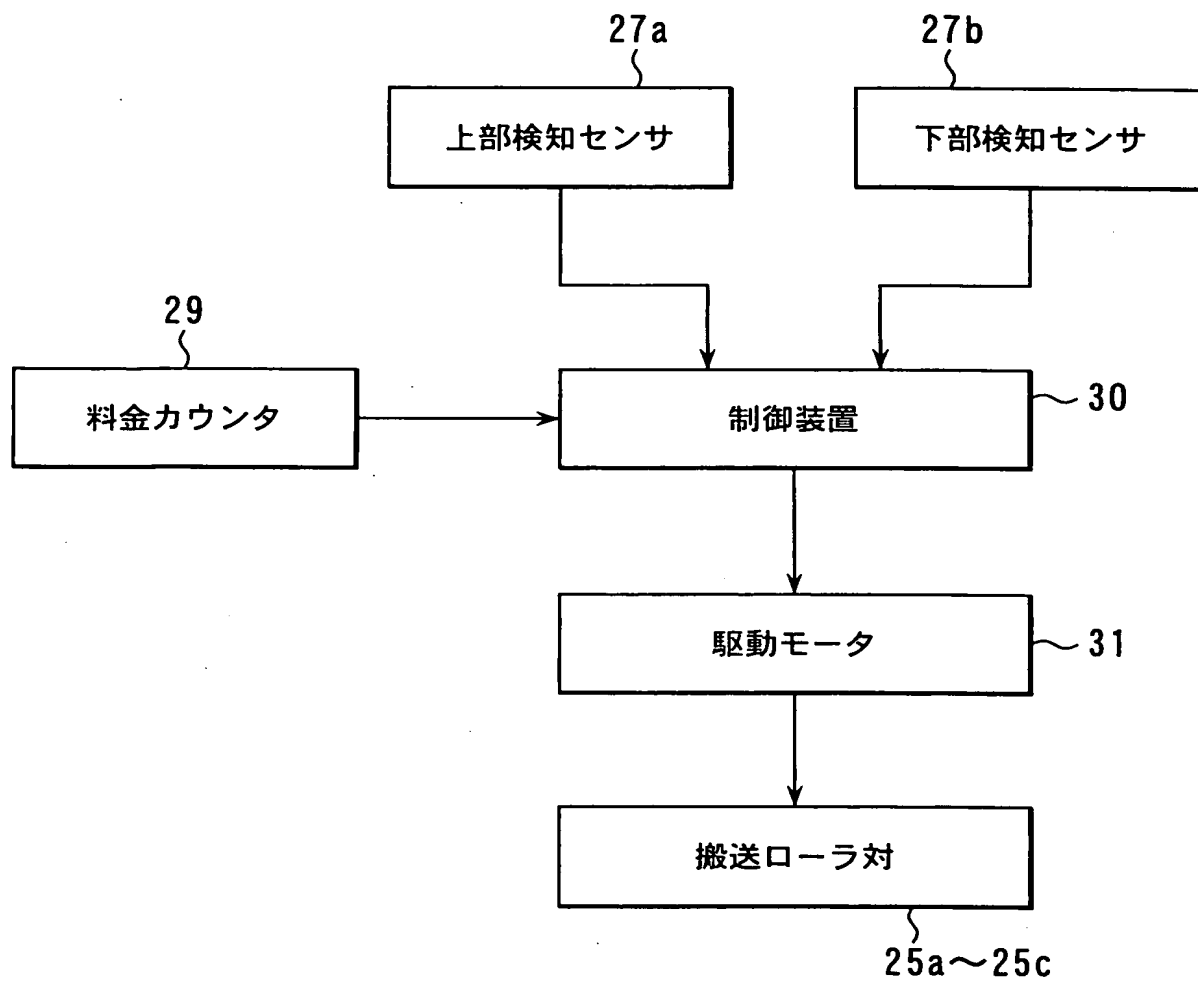 27a
27b
上部検知センサ
下部検知センサ
29
料金カウンタ
制御装置
30
駆動モータ
31
搬送ローラ対
25a〜25c